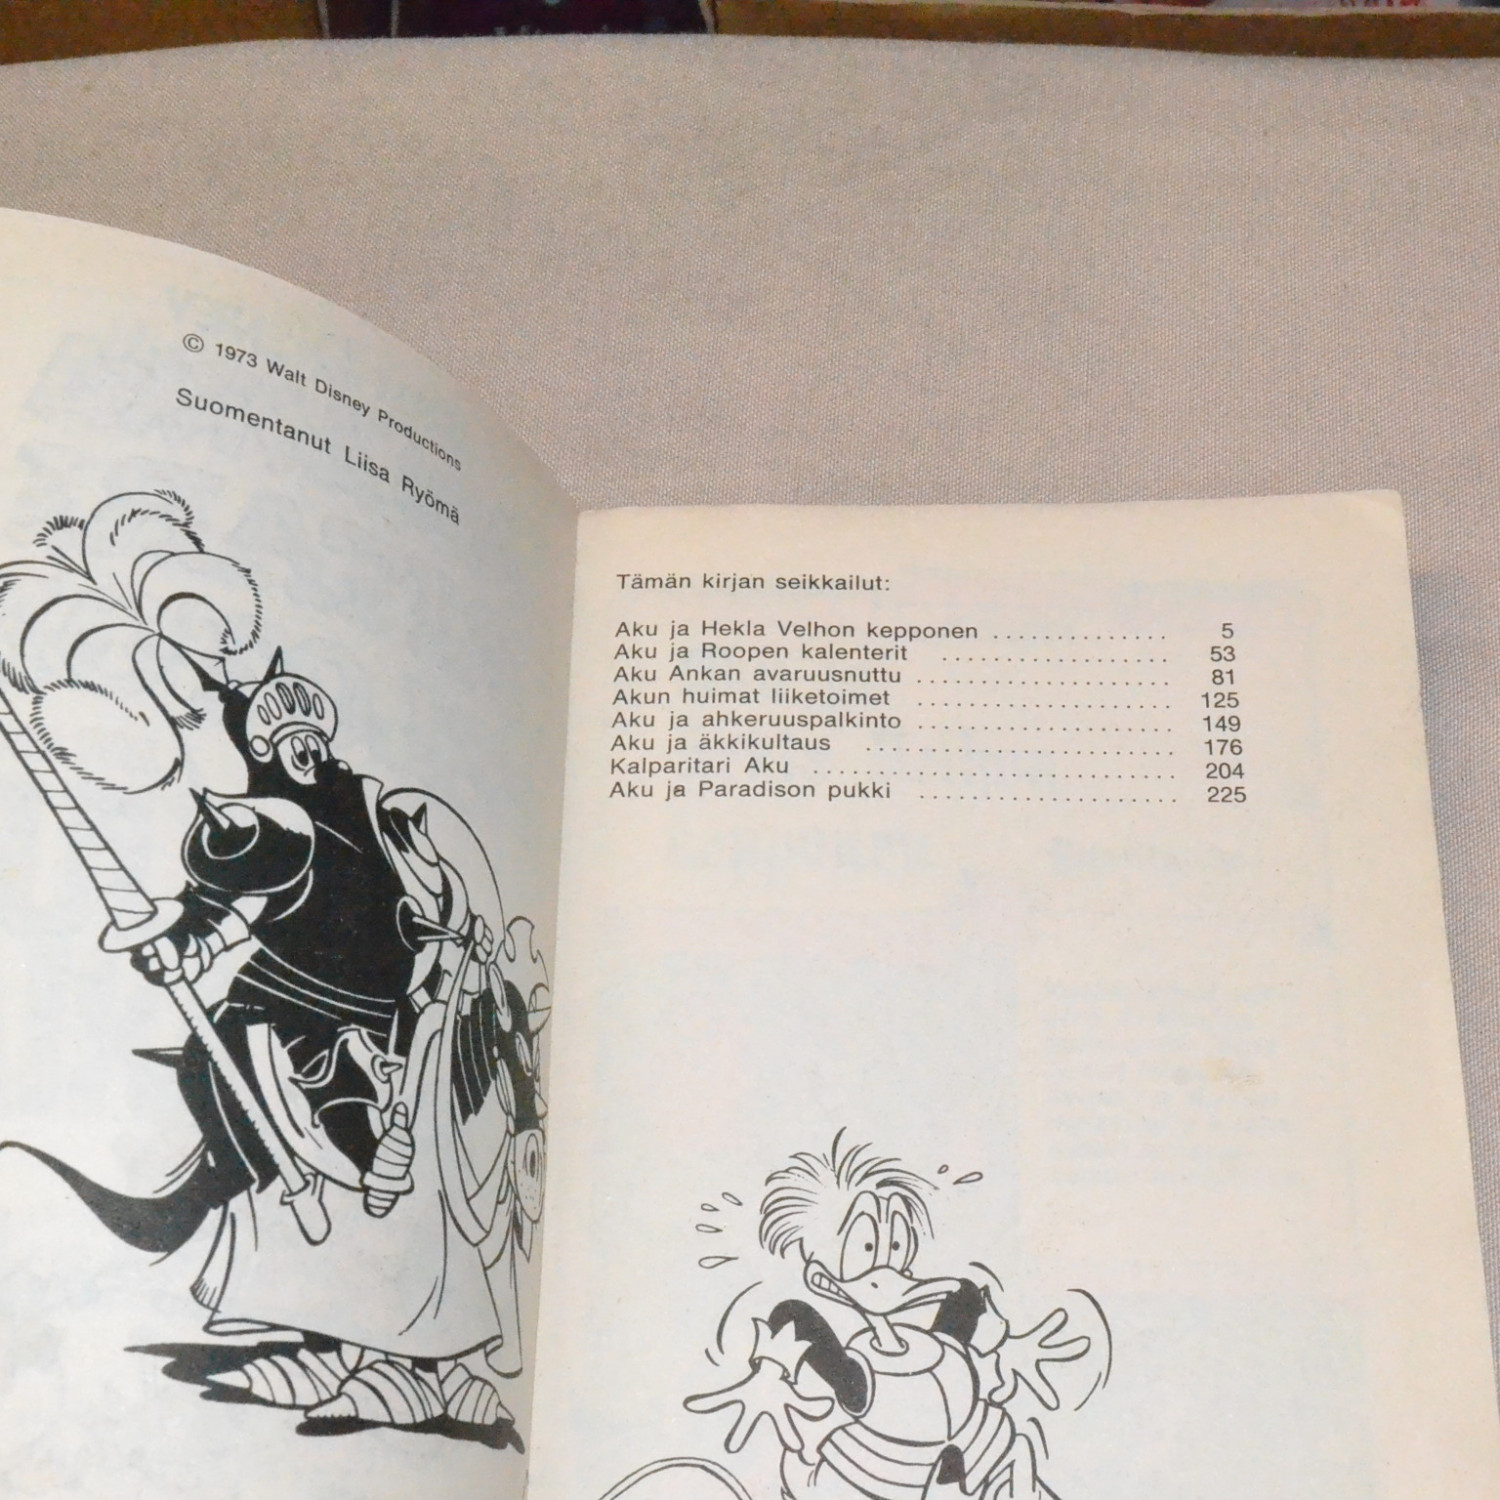 © 1973 Walt Disney Productions
Suomentanut Liisa Ryömä
Tämän kirjan seikkailut:
Aku ja Hekla Velhon kepponen .............. 5
Aku ja Roopen kalenterit .................. 53
Aku Ankan avaruusnuttu .................... 81
Akun huimat liiketoimet .................... 125
Aku ja ahkeruuspalkinto .................... 149
Aku ja äkkikultaus ........................ 176
Kalparitari Aku ............................. 204
Aku ja Paradison pukki ..................... 225